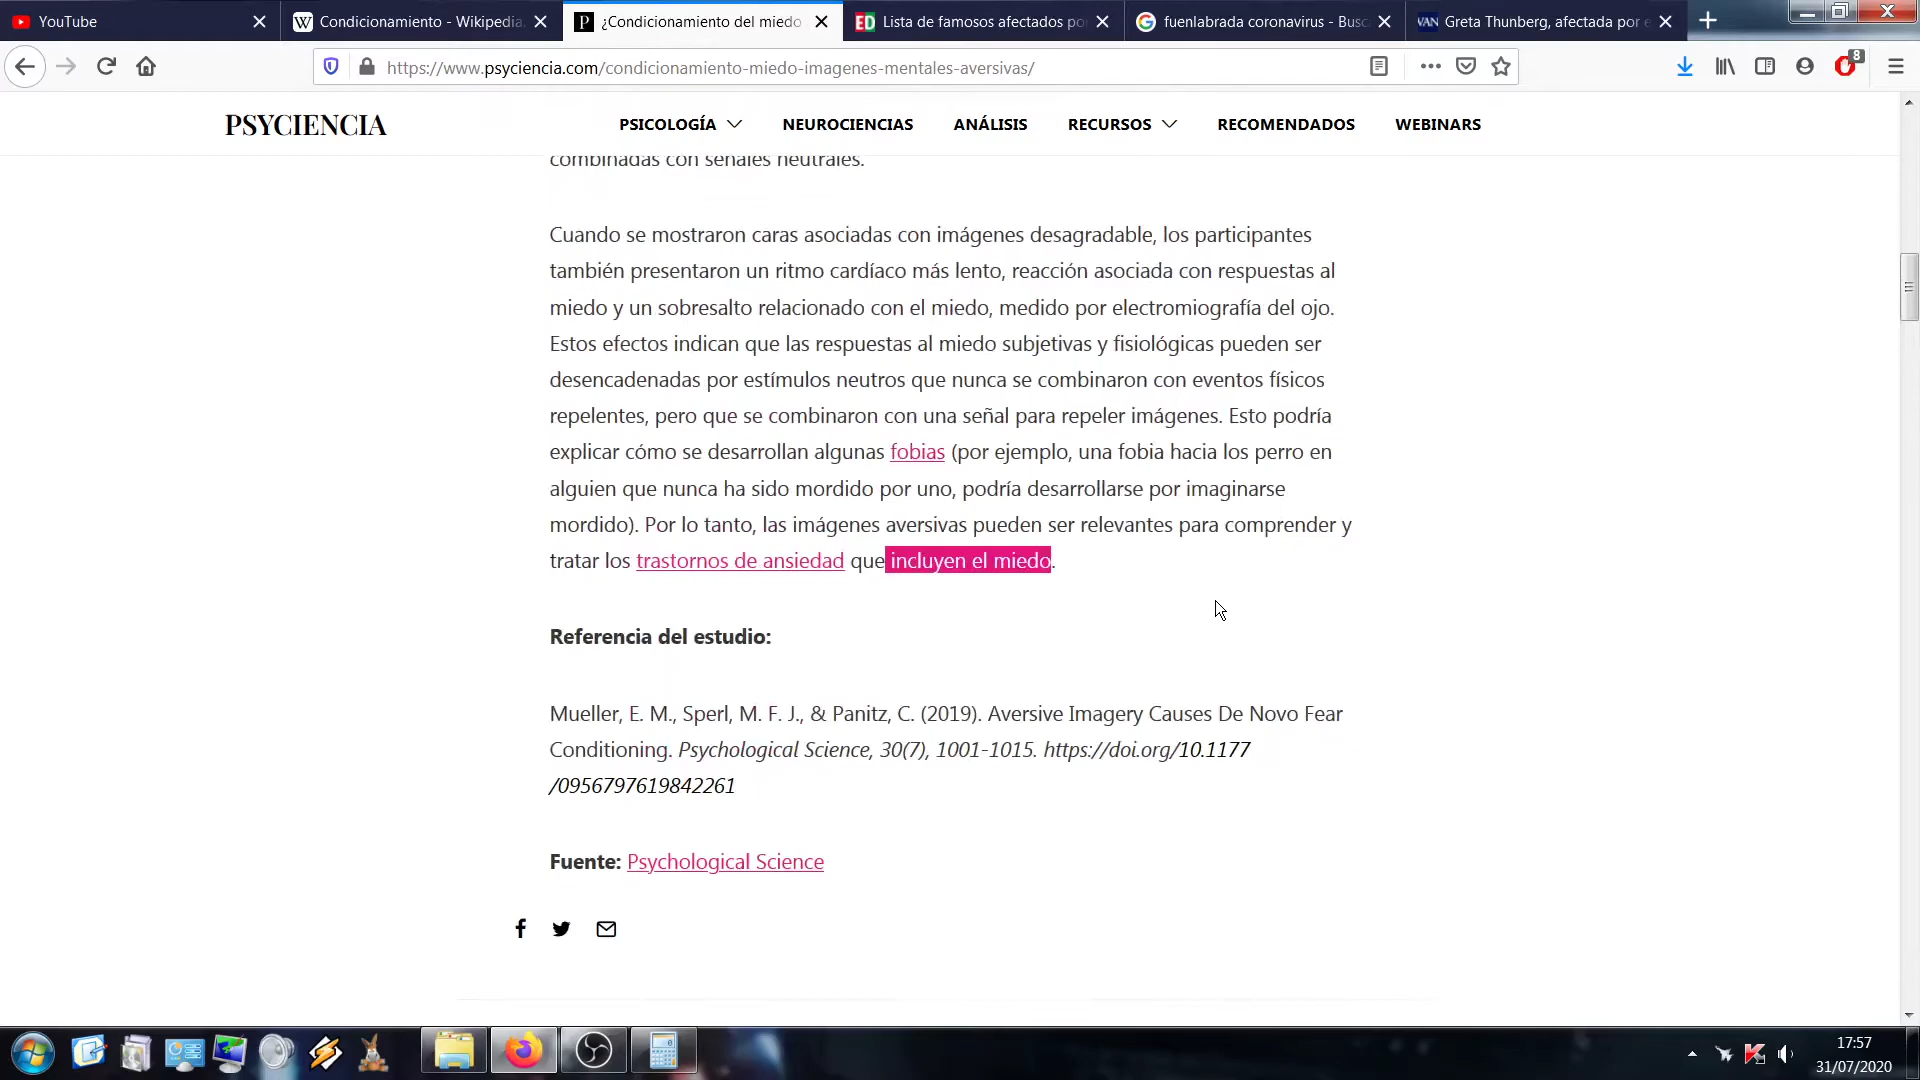 YouTube
Condicionamiento - Wikipedia
¿Condicionamiento del miedo
Lista de famosos afectados po
fuenlabrada coronavirus - Bus
Greta Thunberg, afectada por e
https://www.psyciencia.com/condicionamiento-miedo-imagenes-mentales-aversivas/
8
PSYCIENCIA
PSICOLOGÍA
NEUROCIENCIAS
ANÁLISIS
RECURSOS
RECOMENDADOS
WEBINARS
combinadas con señales neutrales.
Cuando se mostraron caras asociadas con imágenes desagradable, los participantes
también presentaron un ritmo cardíaco más lento, reacción asociada con respuestas al
miedo y un sobresalto relacionado con el miedo, medido por electromiografía del ojo.
Estos efectos indican que las respuestas al miedo subjetivas y fisiológicas pueden ser
desencadenadas por estímulos neutros que nunca se combinaron con eventos físicos
repelentes, pero que se combinaron con una señal para repeler imágenes. Esto podría
explicar cómo se desarrollan algunas fobias (por ejemplo, una fobia hacia los perro en
alguien que nunca ha sido mordido por uno, podría desarrollarse por imaginarse
mordido). Por lo tanto, las imágenes aversivas pueden ser relevantes para comprender y
tratar los trastornos de ansiedad que incluyen el miedo.
Referencia del estudio:
Mueller, E. M., Sperl, M. F. J., & Panitz, C. (2019). Aversive Imagery Causes De Novo Fear
Conditioning. Psychological Science, 30(7), 1001-1015. https://doi.org/10.1177
/0956797619842261
Fuente: Psychological Science
17:57
31/07/2020